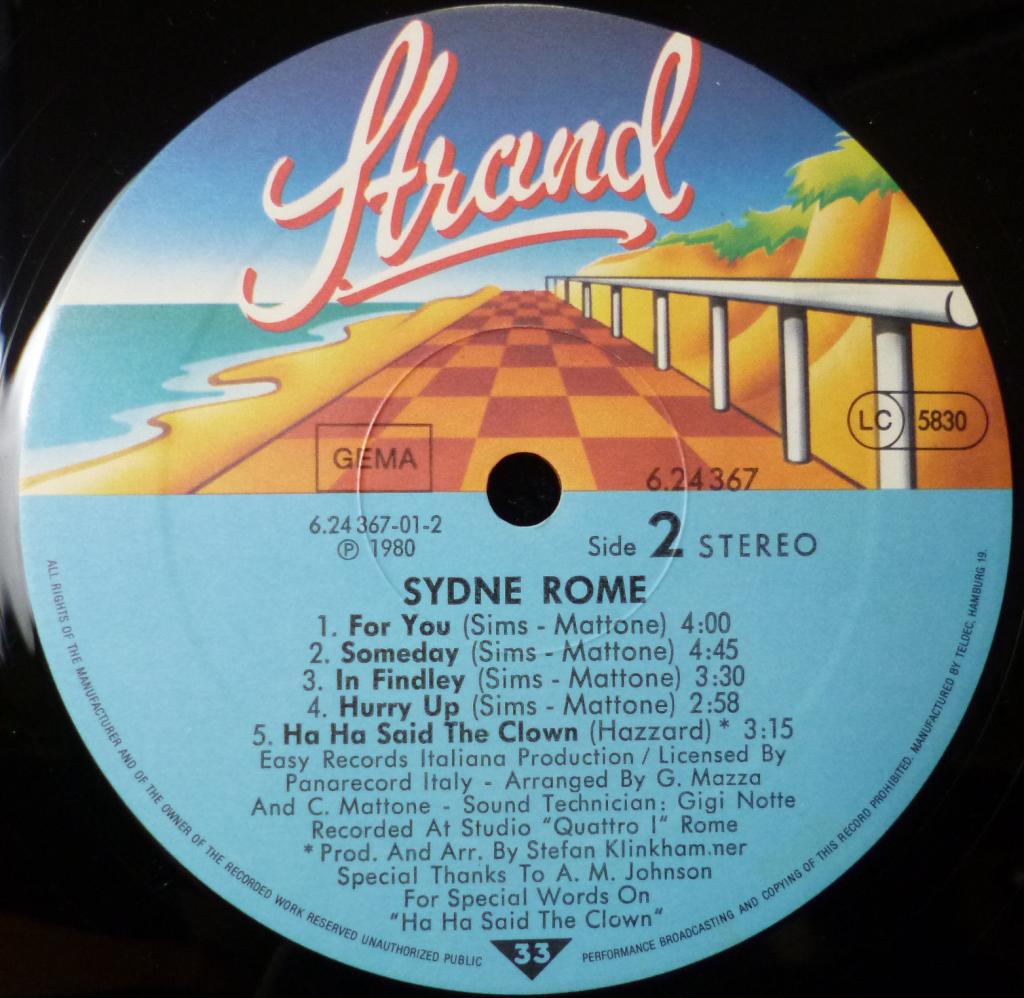 Strand
LC 5830
GEMA
6.24367
6.24367-01-2
℗ 1980
Side 2 STEREO
SYDNE ROME
1. For You (Sims - Mattone) 4:00
2. Someday (Sims - Mattone) 4:45
3. In Findley (Sims - Mattone) 3:30
4. Hurry Up (Sims - Mattone) 2:58
5. Ha Ha Said The Clown (Hazzard) * 3:15
Easy Records Italiana Production / Licensed By
Panarecord Italy - Arranged By G. Mazza
And C. Mattone - Sound Technician: Gigi Notte
Recorded At Studio "Quattro I" Rome
* Prod. And Arr. By Stefan Klinkham.ner
Special Thanks To A. M. Johnson
For Special Words On
"Ha Ha Said The Clown"
33
ALL RIGHTS OF THE MANUFACTURER AND OF THE OWNER OF THE RECORDED WORK RESERVED UNAUTHORIZED PUBLIC PERFORMANCE BROADCASTING AND COPYING OF THIS RECORD PROHIBITED. MANUFACTURED BY TELDEC, HAMBURG 19.